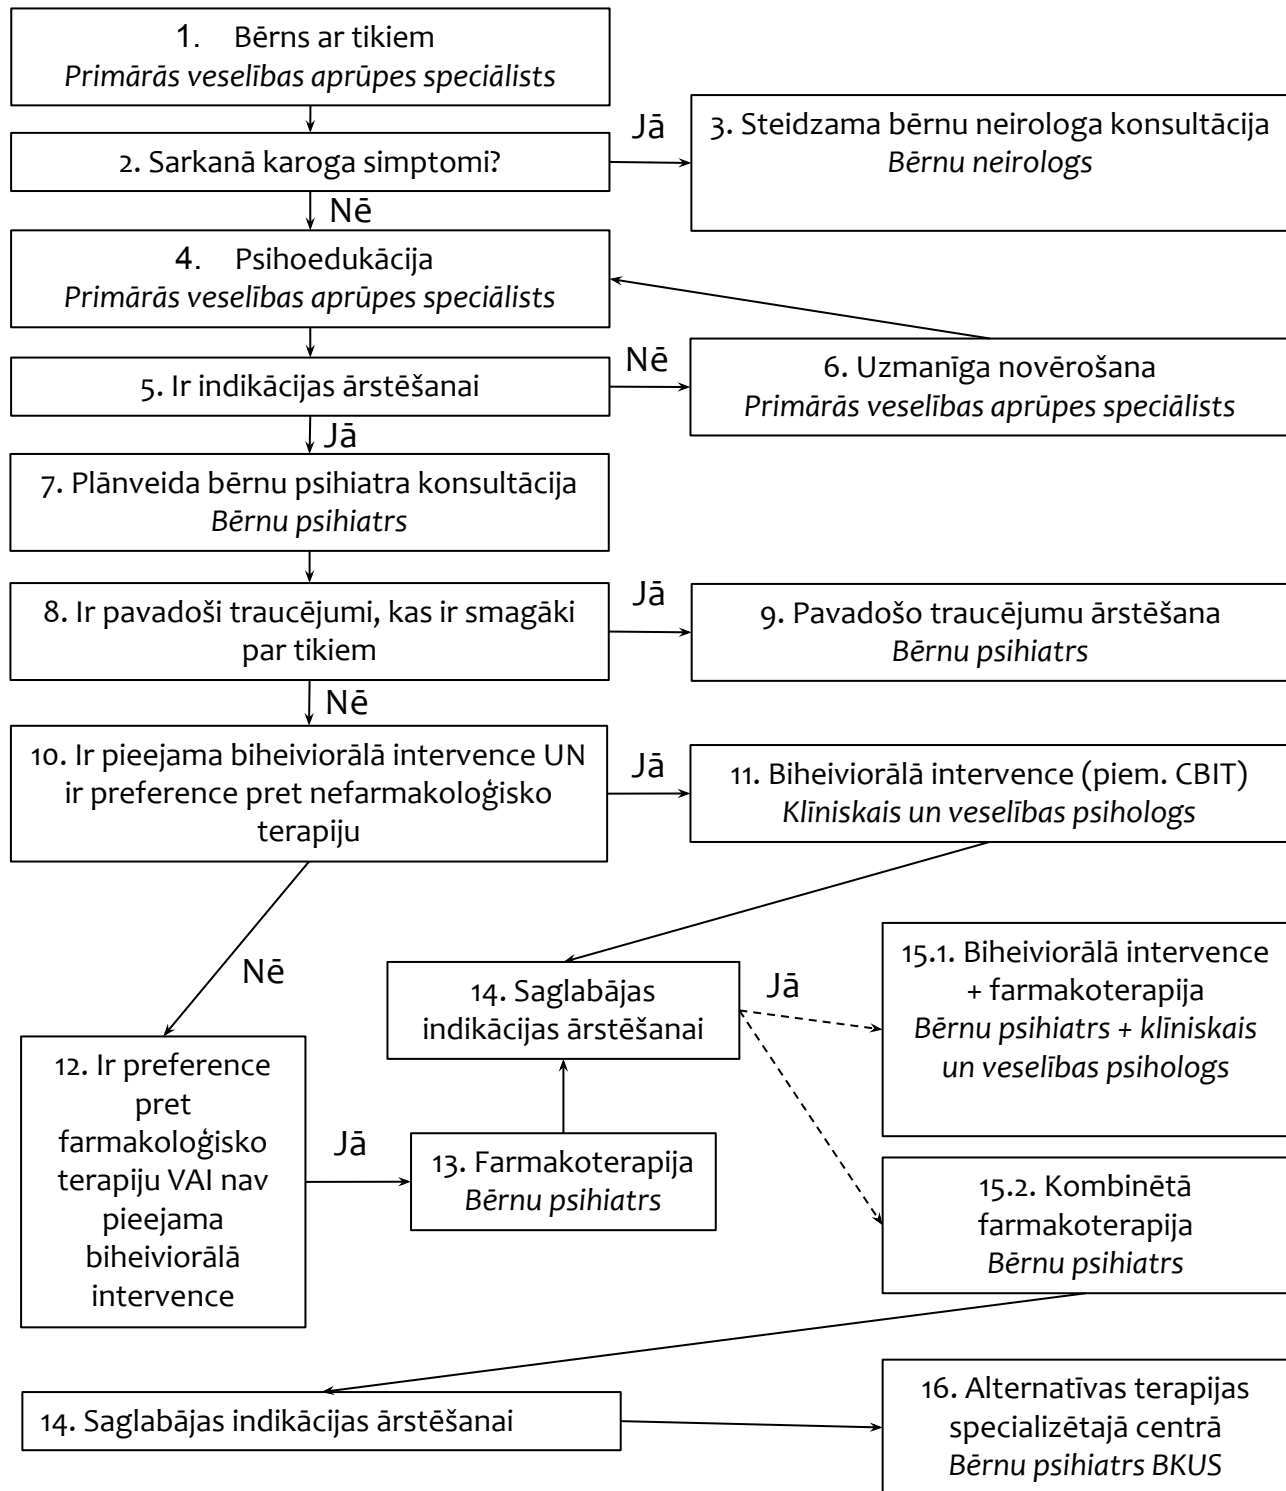 1. Bērns ar tikiem
Primārās veselības aprūpes speciālists
Jā
2. Sarkanā karoga simptomi?
3. Steidzama bērnu neirologa konsultācija
Bērnu neirologs
Nē
4. Psihoedukācija
Primārās veselības aprūpes speciālists
5. Ir indikācijas ārstēšanai
Nē
6. Uzmanīga novērošana
Primārās veselības aprūpes speciālists
Jā
7. Plānveida bērnu psihiatra konsultācija
Bērnu psihiatrs
8. Ir pavadoši traucējumi, kas ir smagāki
par tikiem
Jā
9. Pavadošo traucējumu ārstēšana
Bērnu psihiatrs
Nē
10. Ir pieejama biheiviorālā intervence UN
ir preference pret nefarmakoloģisko
terapiju
Jā
11. Biheiviorālā intervence (piem. CBIT)
Klīniskais un veselības psihologs
Nē
12. Ir preference
pret
farmakoloģisko
terapiju VAI nav
pieejama
biheiviorālā
intervence
Jā
13. Farmakoterapija
Bērnu psihiatrs
14. Saglabājas
indikācijas ārstēšanai
Jā
15.1. Biheiviorālā intervence
+ farmakoterapija
Bērnu psihiatrs + klīniskais
un veselības psihologs
15.2. Kombinētā
farmakoterapija
Bērnu psihiatrs
14. Saglabājas indikācijas ārstēšanai
16. Alternatīvas terapijas
specializētajā centrā
Bērnu psihiatrs BKUS